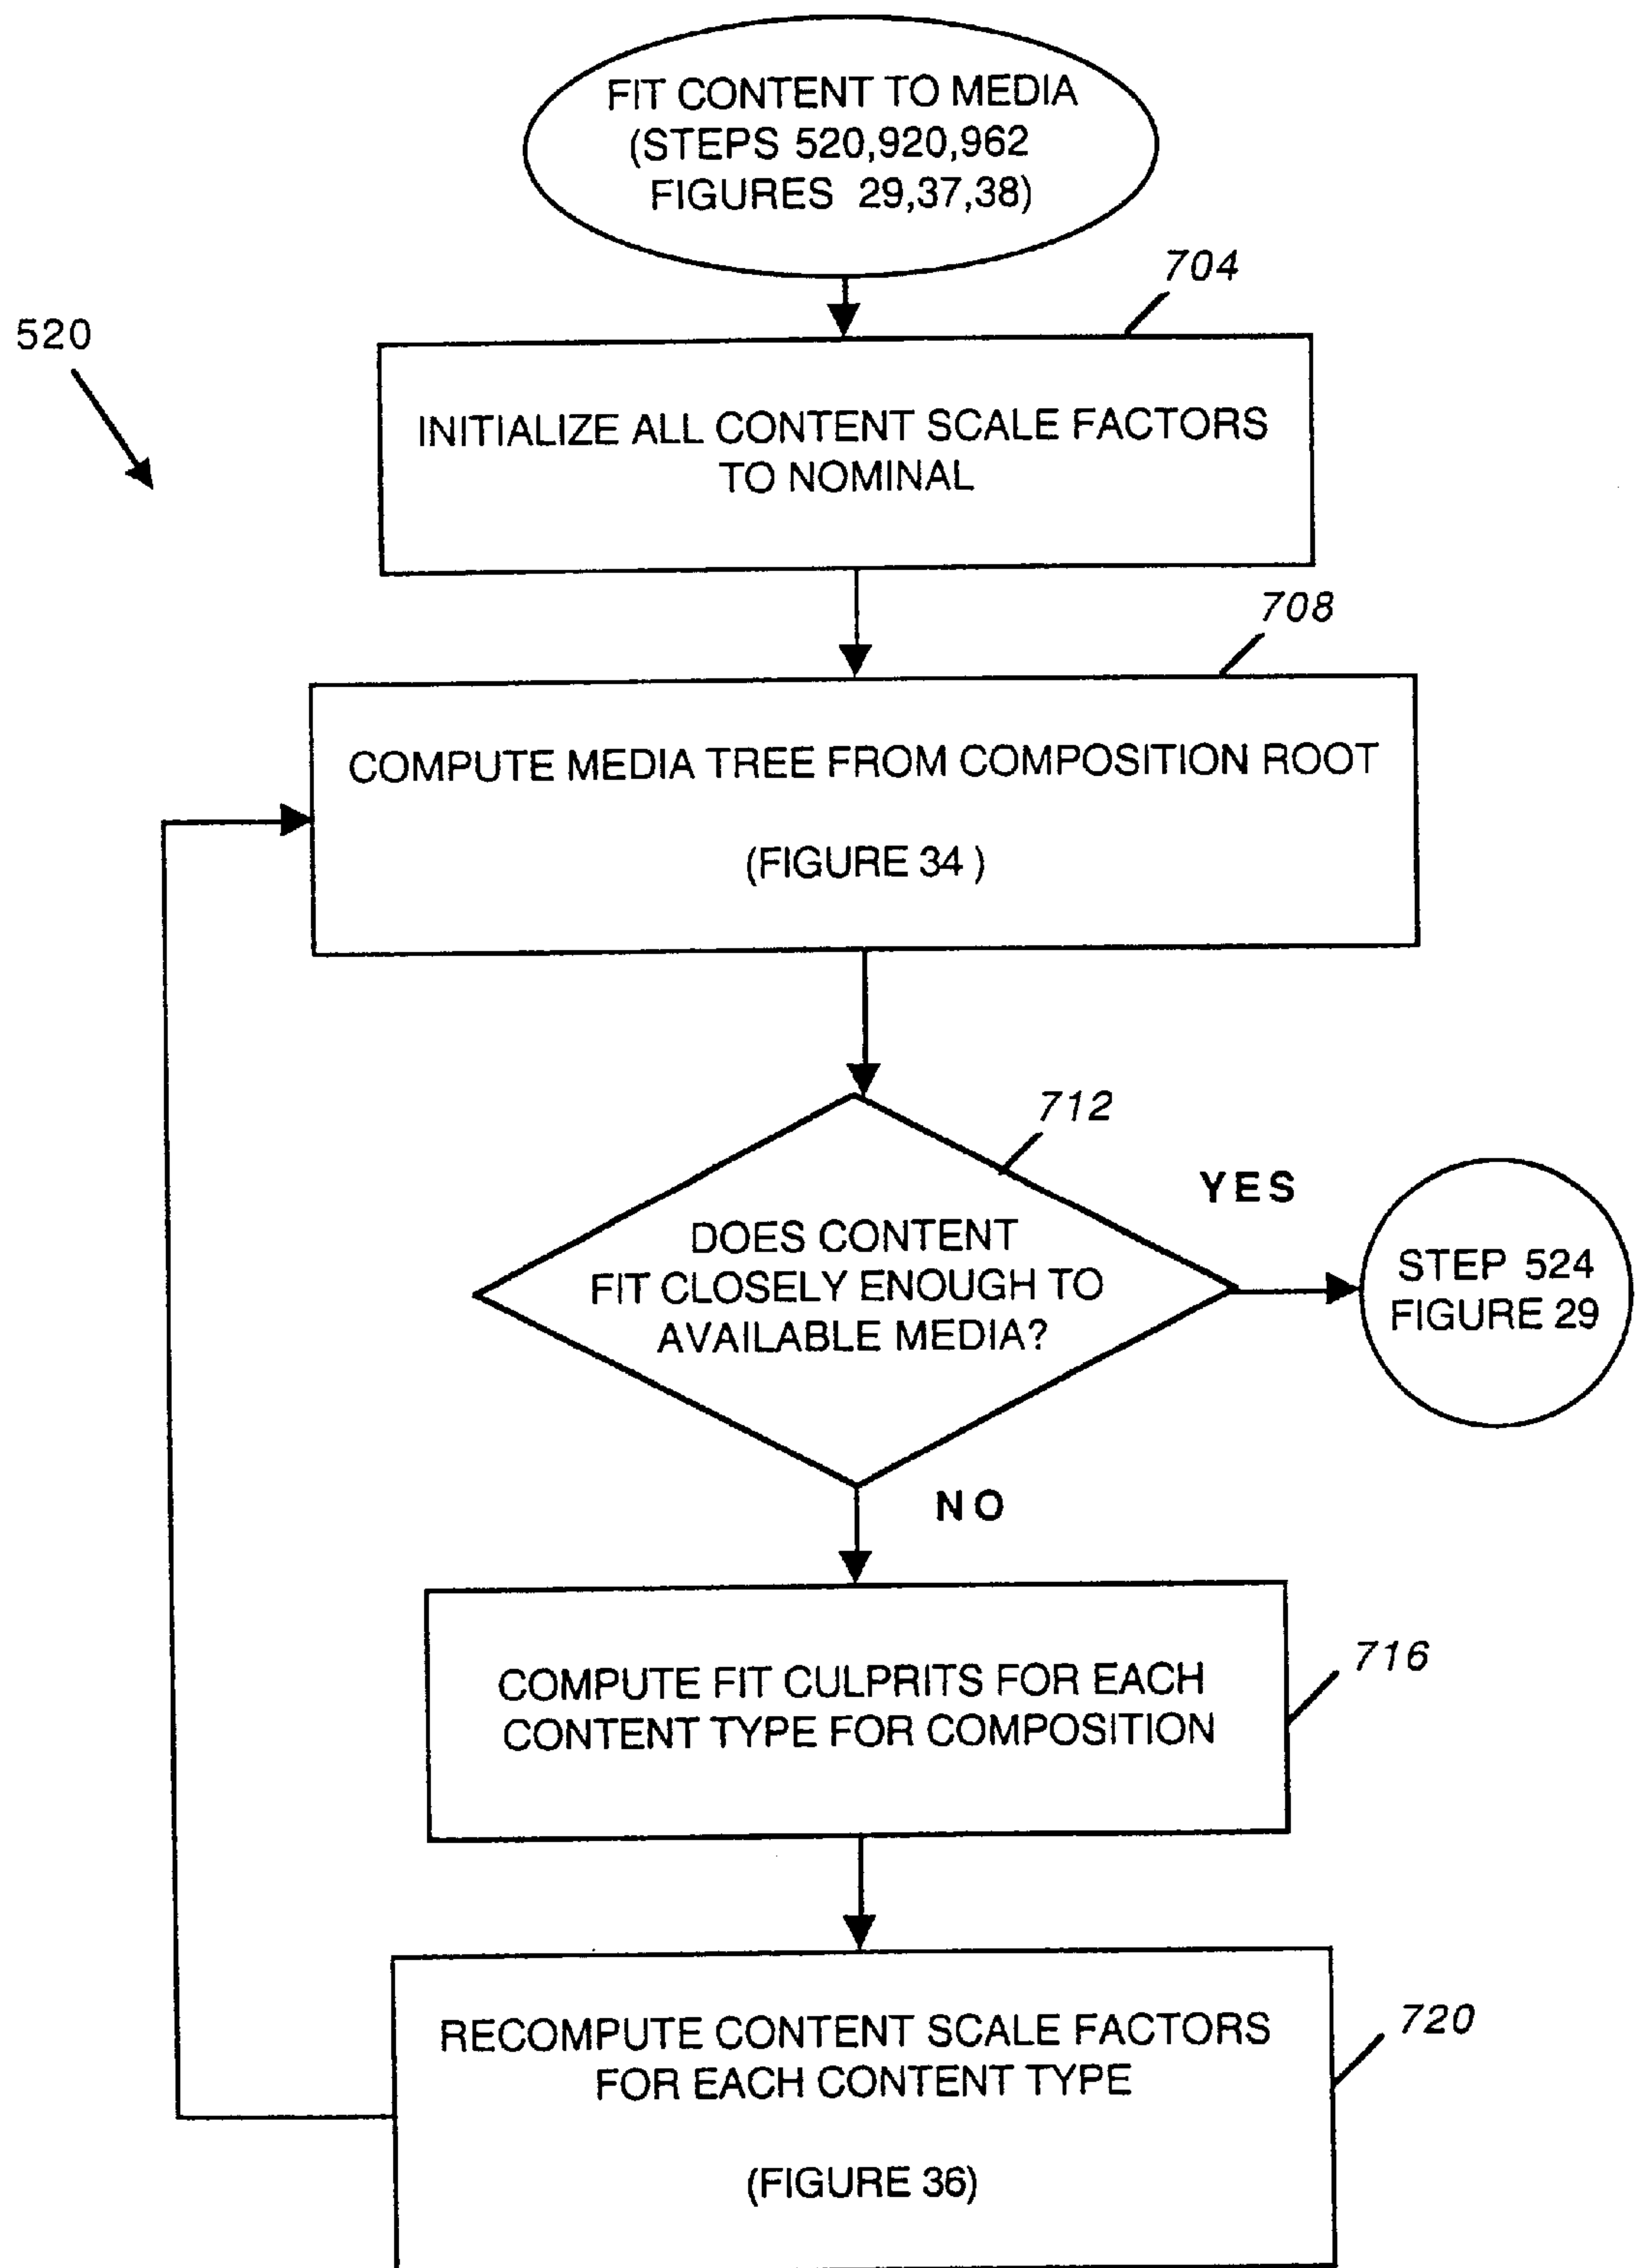 FIT CONTENT TO MEDIA
(STEPS 520,920,962
FIGURES 29,37,38)
704
520
INITIALIZE ALL CONTENT SCALE FACTORS
TO NOMINAL
708
COMPUTE MEDIA TREE FROM COMPOSITION ROOT
(FIGURE 34 )
712
YES
DOES CONTENT
FIT CLOSELY ENOUGH TO
AVAILABLE MEDIA?
STEP 524
FIGURE 29
NO
COMPUTE FIT CULPRITS FOR EACH
CONTENT TYPE FOR COMPOSITION
716
RECOMPUTE CONTENT SCALE FACTORS
FOR EACH CONTENT TYPE
(FIGURE 36)
720